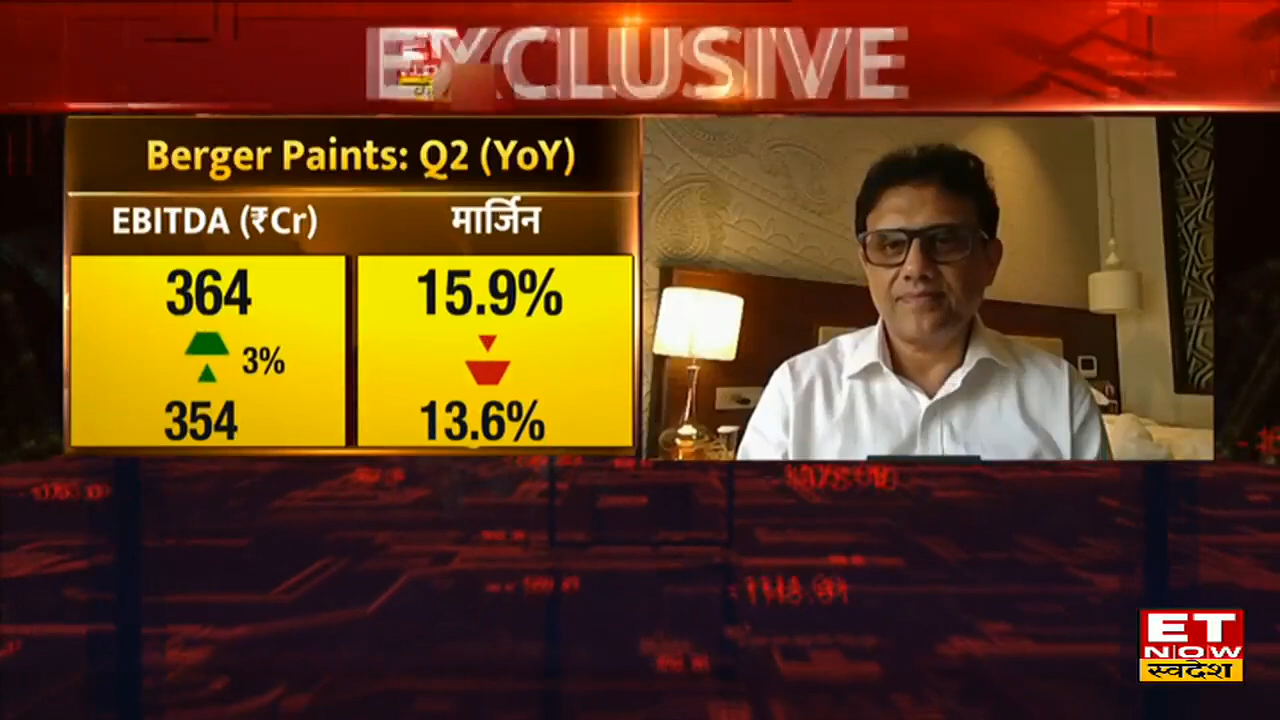 EXCLUSIVE
Berger Paints: Q2 (YoY)
EBITDA (₹Cr) मार्जिन
364 15.9%
3%
354 13.6%
ET
NOW
स्वदेश